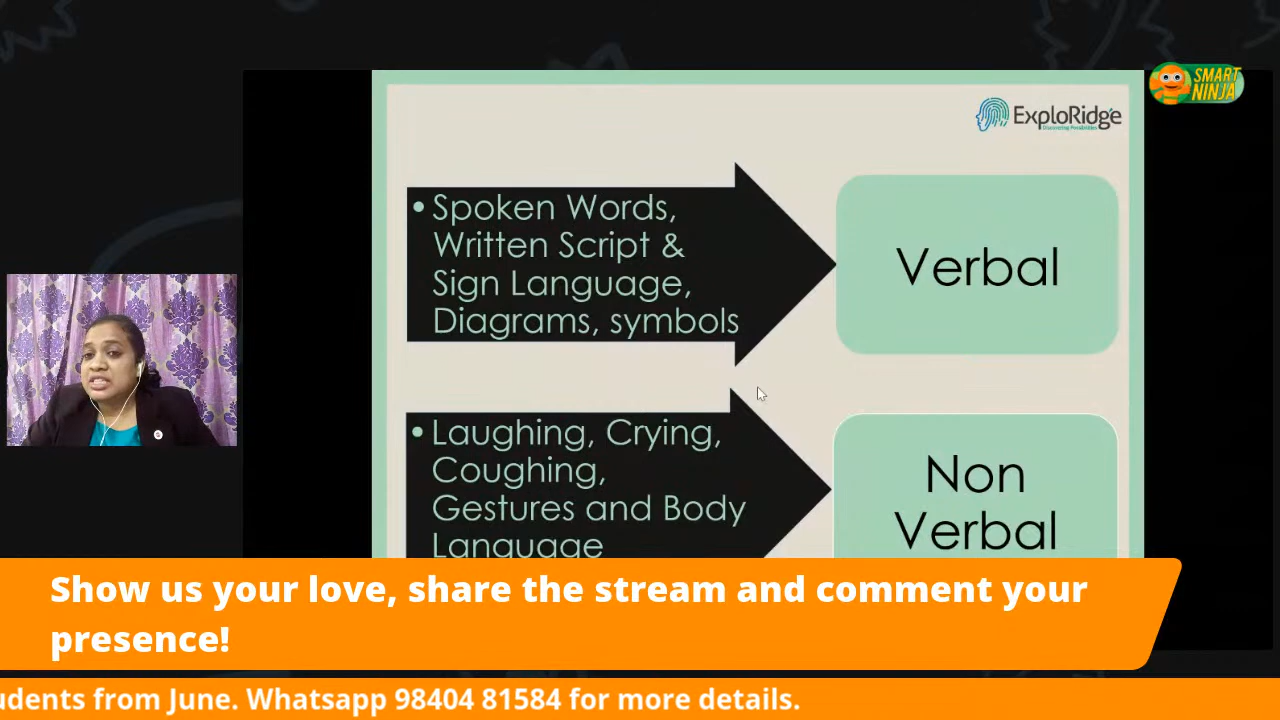 SMART
NINJA
ExploRidge
Discovering Possibilities
• Spoken Words,
Written Script &
Sign Language,
Diagrams, symbols
Verbal
• Laughing, Crying,
Coughing,
Gestures and Body
Language
Non
Verbal
Show us your love, share the stream and comment your
presence!
udents from June. Whatsapp 98404 81584 for more details.